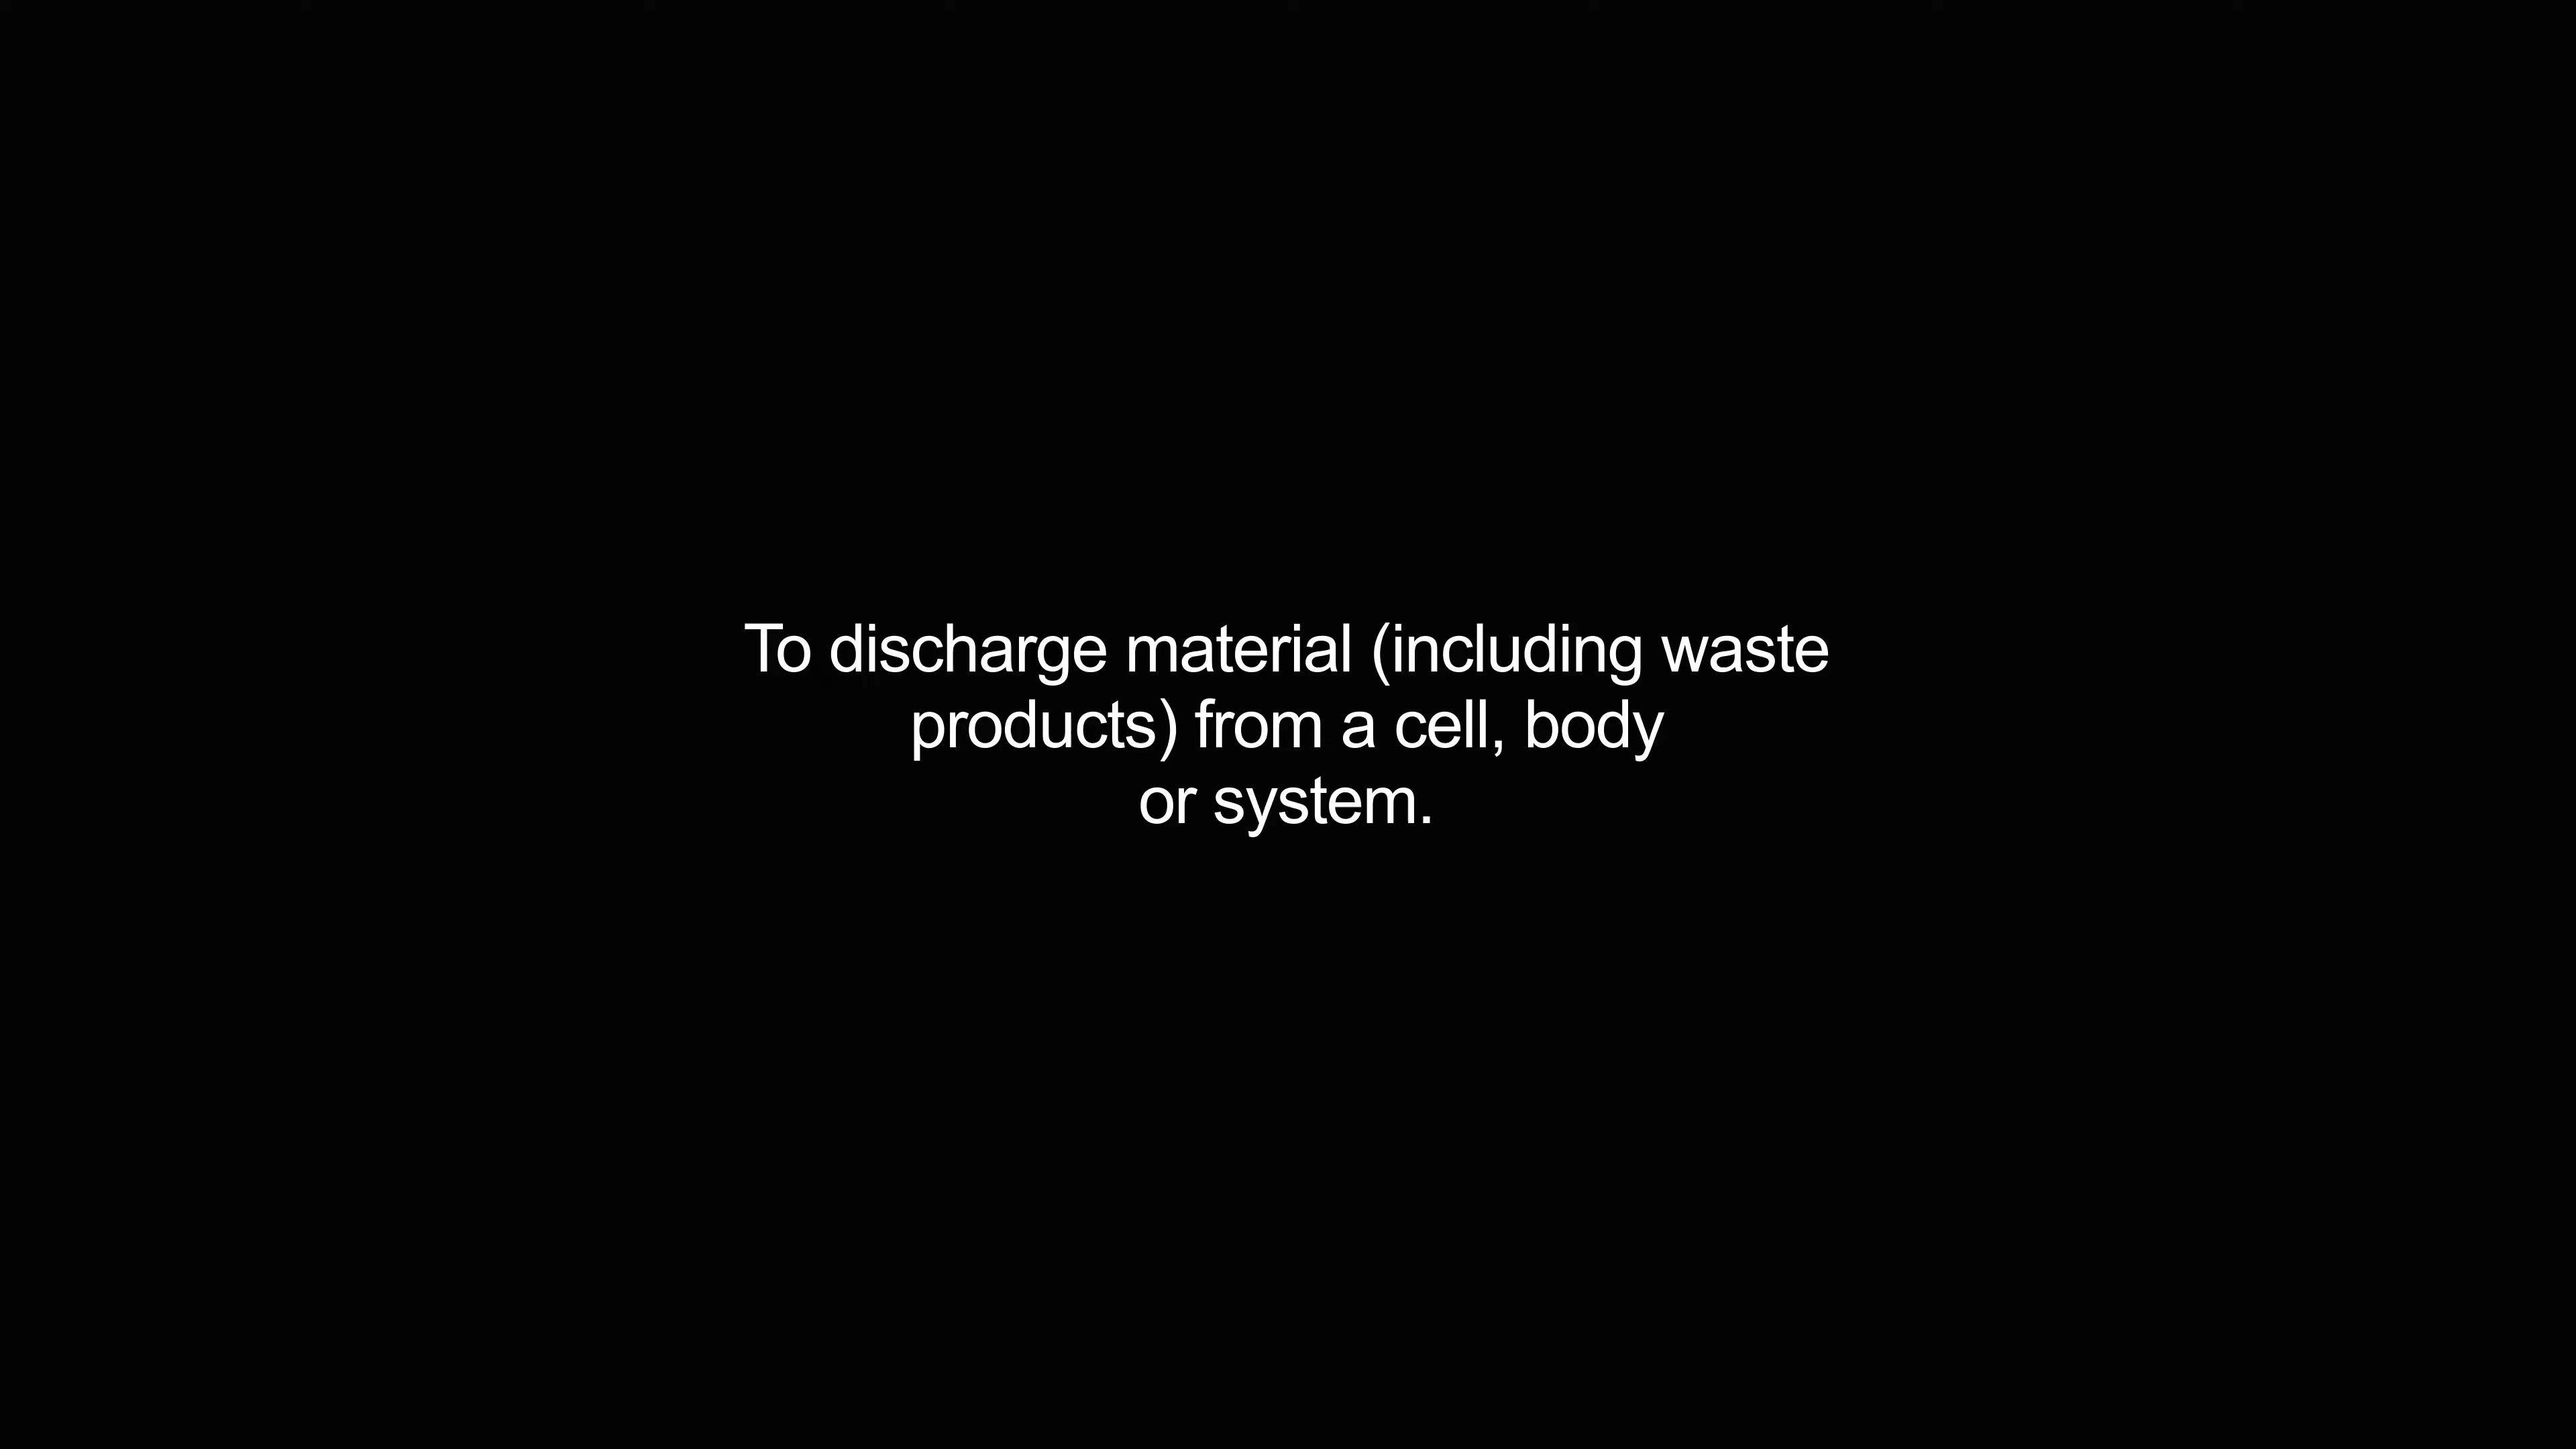 To discharge material (including waste
products) from a cell, body
or system.